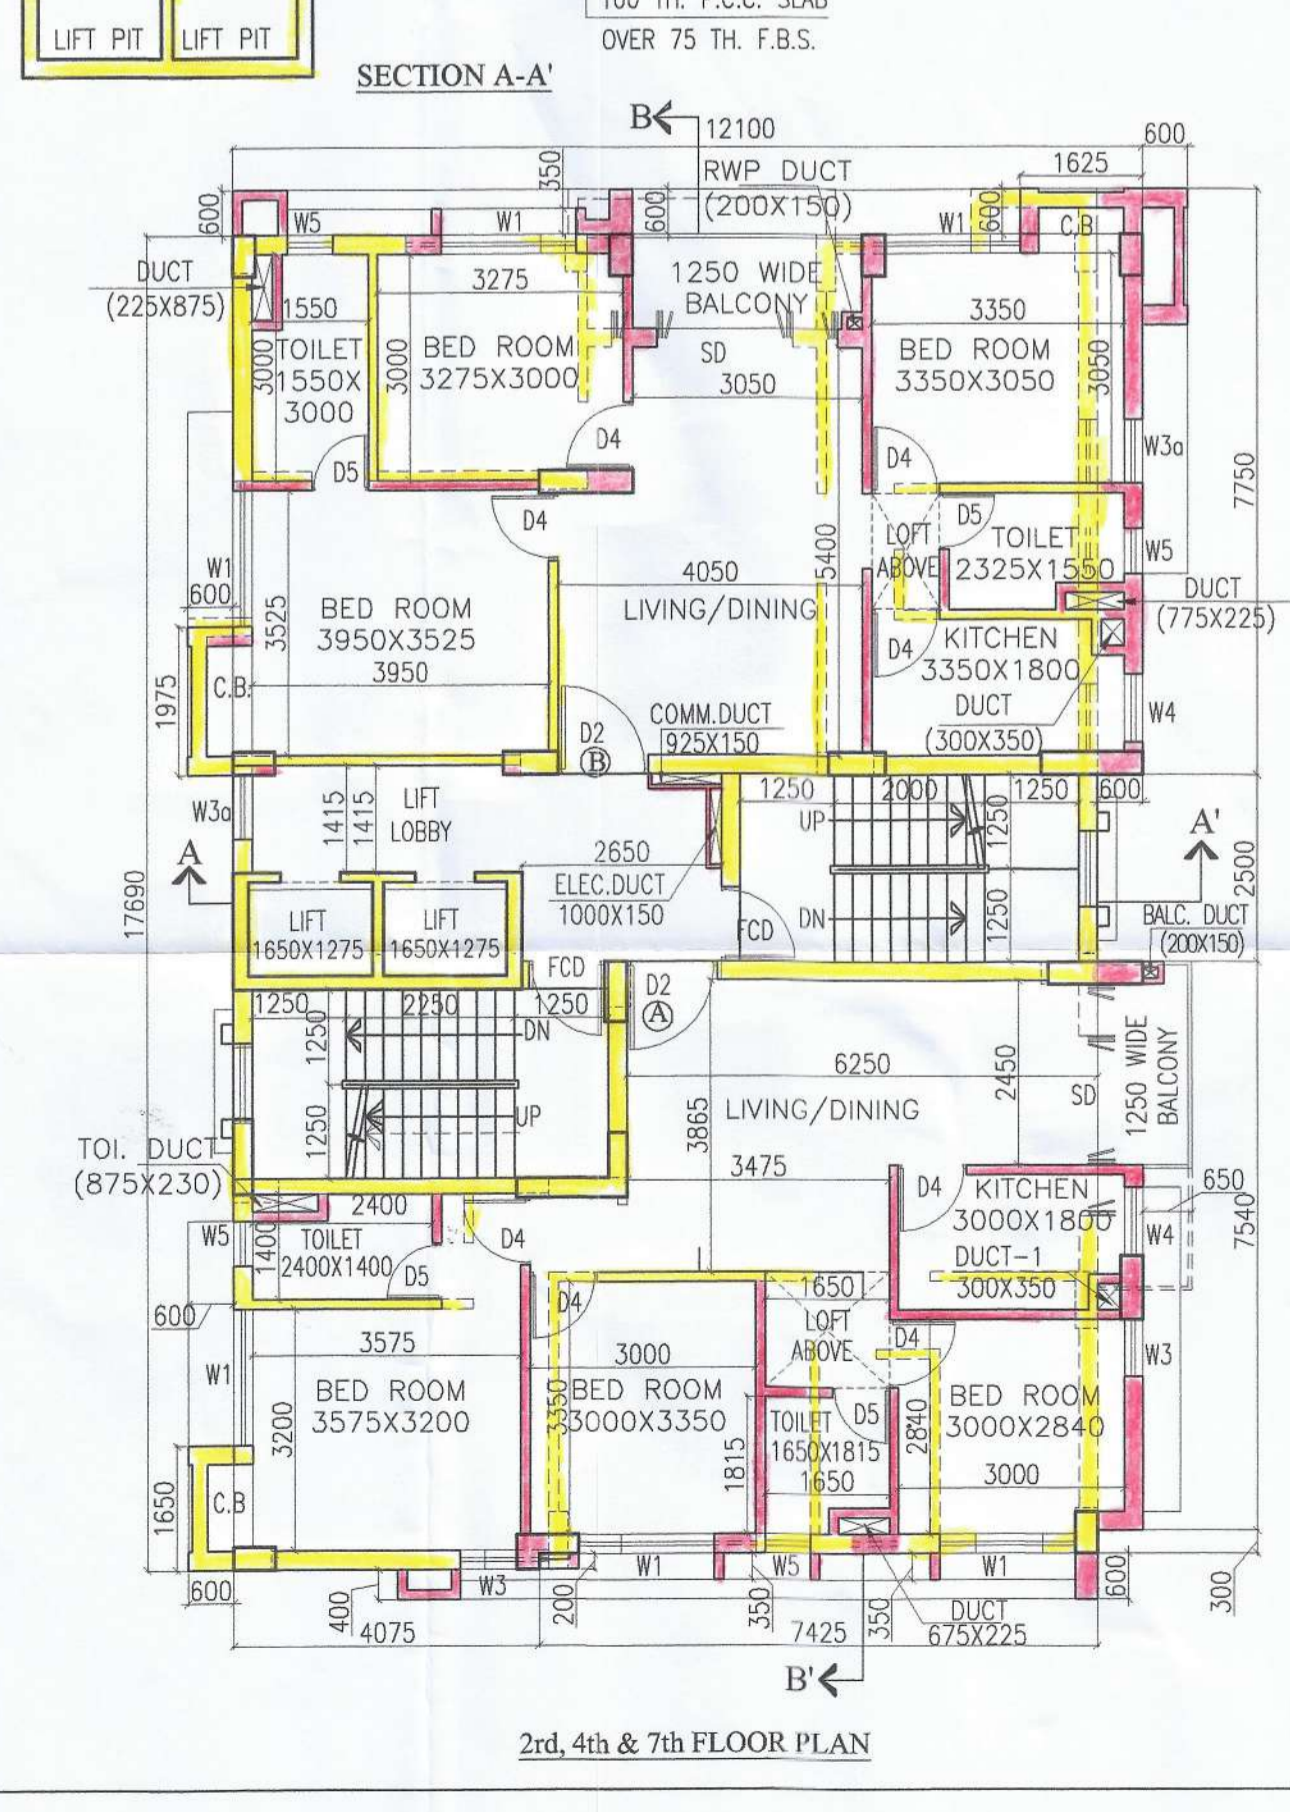 100 TH. P.C.C. SLAB
LIFT PIT
LIFT PIT
OVER 75 TH. F.B.S.
SECTION A-A'
B
12100
600
1625
350
RWP DUCT
(200X150)
600
W5
W1
600
W1
600
C.B
DUCT
(225X875)
3275
1250 WIDE
BALCONY
1550
3350
3000
TOILET
1550X
3000
3000
BED ROOM
3275X3000
SD
3050
BED ROOM
3350X3050
3050
D4
D5
D4
W3a
7750
D4
D5
W1
600
4050
5400
LOFT
ABOVE
TOILET
2325X1550
W5
3525
BED ROOM
3950X3525
LIVING/DINING
DUCT
(775X225)
3950
D4
KITCHEN
3350X1800
C.B.
1975
D2
B
COMM.DUCT
925X150
DUCT
(300X350)
W4
W3a
1415
1415
LIFT
LOBBY
1250
2000
1250
600
UP
1250
A
A'
2650
2500
17690
ELEC.DUCT
1000X150
LIFT
1650X1275
LIFT
1650X1275
FCD
DN
1250
BALC. DUCT
(200X150)
FCD
D2
A
1250
2250
1250
1250
DN
6250
2450
1250 WIDE
BALCONY
SD
1250
UP
3865
LIVING/DINING
TOI. DUCT
(875X230)
3475
D4
KITCHEN
3000X1800
650
2400
W5
1400
TOILET
2400X1400
D4
D5
DUCT-1
300X350
W4
7540
600
D4
1650
LOFT
ABOVE
D4
W3
3575
3000
W1
BED ROOM
3575X3200
3200
3350
BED ROOM
3000X3350
TOILET
1650X1815
1650
1815
D5
2840
BED ROOM
3000X2840
3000
C.B
1650
600
400
W3
200
W1
350
W5
350
W1
600
300
DUCT
675X225
4075
7425
B'
2rd, 4th & 7th FLOOR PLAN